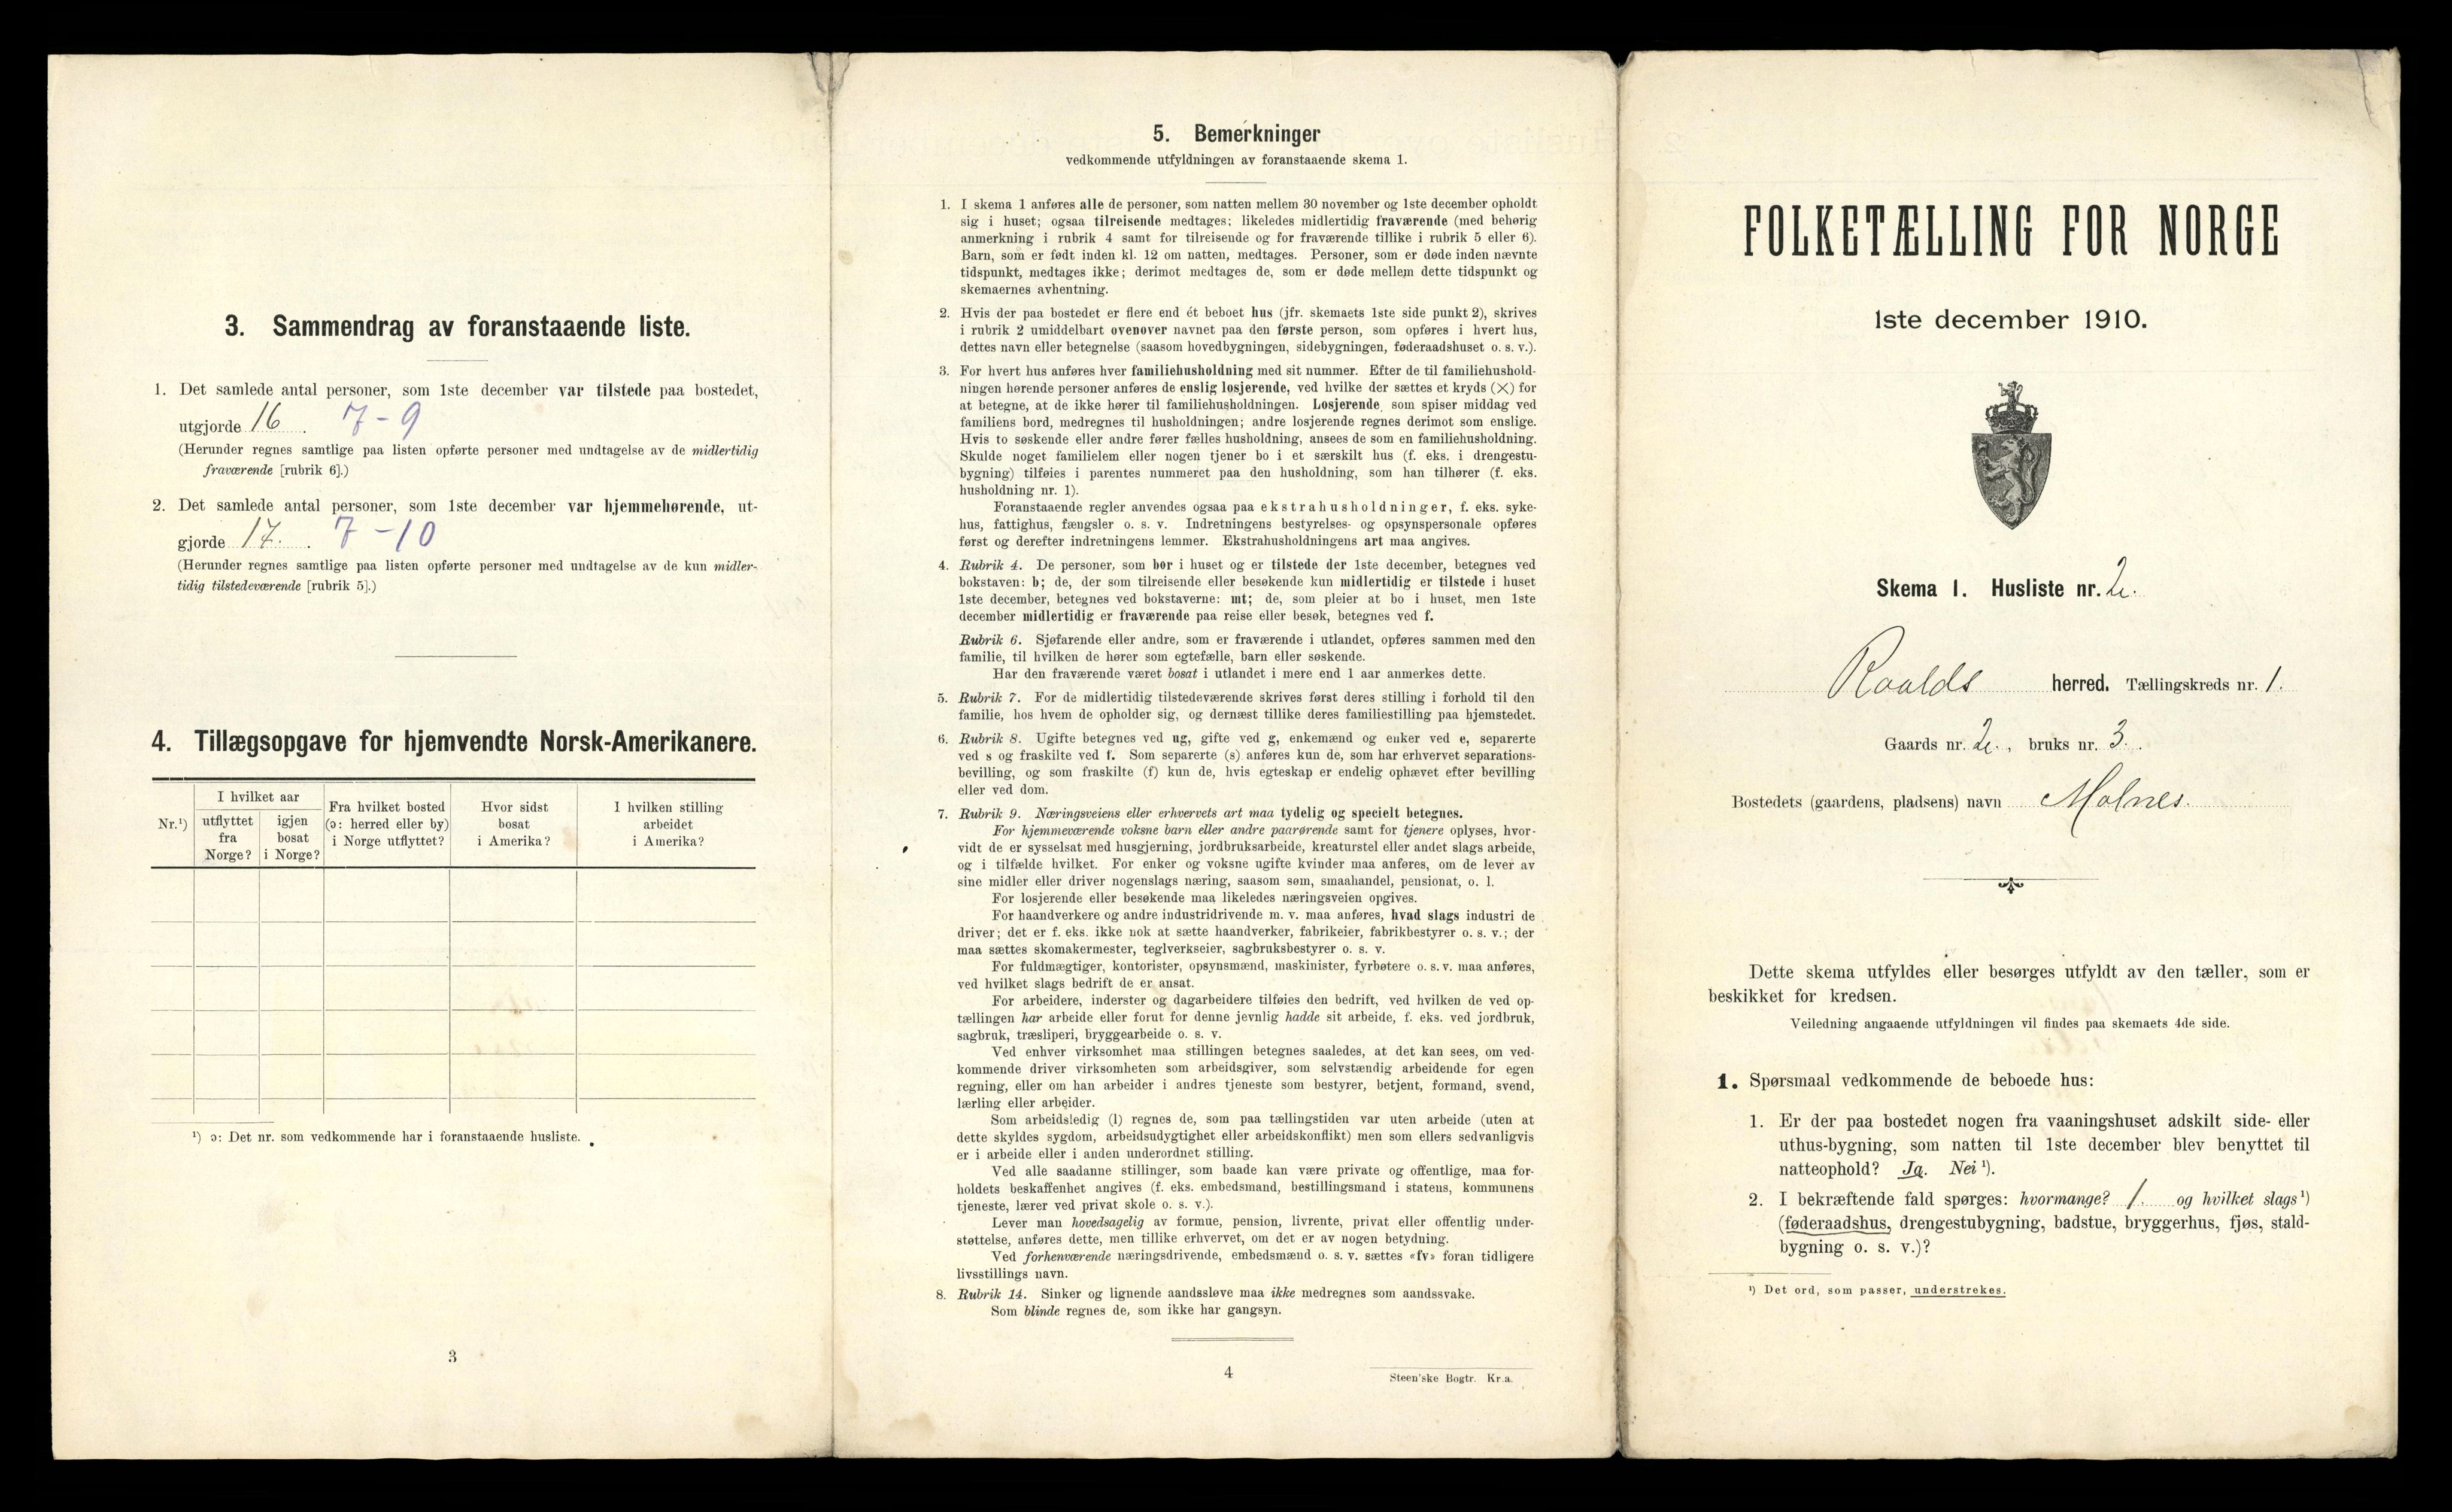 3. Sammendrag av foranstaaende liste.
1. Det samlede antal personer, som 1ste december var tilstede paa bostedet,
utgjorde 16. 7-9
(Herunder regnes samtlige paa listen opførte personer med undtagelse av de midlertidig
fraværende [rubrik 6].)
2. Det samlede antal personer, som 1ste december var hjemmehørende, ut-
gjorde 17. 7-10
(Herunder regnes samtlige paa listen opførte personer med undtagelse av de kun midler-
tidig tilstedeværende [rubrik 5].)
4. Tillægsopgave for hjemvendte Norsk-Amerikanere.
Nr.¹)
I hvilket aar
utflyttet fra Norge?
igjen bosat i Norge?
Fra hvilket bosted (ɔ: herred eller by) i Norge utflyttet?
Hvor sidst bosat i Amerika?
I hvilken stilling arbeidet i Amerika?
¹) ɔ: Det nr. som vedkommende har i foranstaaende husliste.
3
5. Bemerkninger
vedkommende utfyldningen av foranstaaende skema 1.
1. I skema 1 anføres alle de personer, som natten mellem 30 november og 1ste december opholdt
sig i huset; ogsaa tilreisende medtages; likeledes midlertidig fraværende (med behørig
anmerkning i rubrik 4 samt for tilreisende og for fraværende tillike i rubrik 5 eller 6).
Barn, som er født inden kl. 12 om natten, medtages. Personer, som er døde inden nævnte
tidspunkt, medtages ikke; derimot medtages de, som er døde mellem dette tidspunkt og
skemaernes avhentning.
2. Hvis der paa bostedet er flere end ét beboet hus (jfr. skemaets 1ste side punkt 2), skrives
i rubrik 2 umiddelbart ovenover navnet paa den første person, som opføres i hvert hus,
dettes navn eller betegnelse (saasom hovedbygningen, sidebygningen, føderaadshuset o. s. v.).
3. For hvert hus anføres hver familiehusholdning med sit nummer. Efter de til familiehushold-
ningen hørende personer anføres de enslig losjerende, ved hvilke der sættes et kryds (×) for
at betegne, at de ikke hører til familiehusholdningen. Losjerende som spiser middag ved
familiens bord, medregnes til husholdningen; andre losjerende regnes derimot som enslige.
Hvis to søskende eller andre fører fælles husholdning, ansees de som en familiehusholdning.
Skulde noget familielem eller nogen tjener bo i et særskilt hus (f. eks. i drengestu-
bygning) tilføies i parentes nummeret paa den husholdning, som han tilhører (f. eks.
husholdning nr. 1).
Foranstaaende regler anvendes ogsaa paa ekstrahusholdninger, f. eks. syke-
hus, fattighus, fængsler o. s. v. Indretningens bestyrelses- og opsynspersonale opføres
først og derefter indretningens lemmer. Ekstrahusholdningens art maa angives.
4. Rubrik 4. De personer, som bor i huset og er tilstede der 1ste december, betegnes ved
bokstaven: b; de, der som tilreisende eller besøkende kun midlertidig er tilstede i huset
1ste december, betegnes ved bokstaverne: mt; de, som pleier at bo i huset, men 1ste
december midlertidig er fraværende paa reise eller besøk, betegnes ved f.
Rubrik 6. Sjøfarende eller andre, som er fraværende i utlandet, opføres sammen med den
familie, til hvilken de hører som egtefælle, barn eller søskende.
Har den fraværende været bosat i utlandet i mere end 1 aar anmerkes dette.
5. Rubrik 7. For de midlertidig tilstedeværende skrives først deres stilling i forhold til den
familie, hos hvem de opholder sig, og dernæst tillike deres familiestilling paa hjemstedet.
6. Rubrik 8. Ugifte betegnes ved ug, gifte ved g, enkemænd og enker ved e, separerte
ved s og fraskilte ved f. Som separerte (s) anføres kun de, som har erhvervet separations-
bevilling, og som fraskilte (f) kun de, hvis egteskap er endelig ophævet efter bevilling
eller ved dom.
7. Rubrik 9. Næringsveiens eller erhvervets art maa tydelig og specielt betegnes.
For hjemmeværende voksne barn eller andre paarørende samt for tjenere oplyses, hvor-
vidt de er sysselsat med husgjerning, jordbruksarbeide, kreaturstel eller andet slags arbeide,
og i tilfælde hvilket. For enker og voksne ugifte kvinder maa anføres, om de lever av
sine midler eller driver nogenslags næring, saasom søm, smaahandel, pensionat, o. l.
For losjerende eller besøkende maa likeledes næringsveien opgives.
For haandverkere og andre industridrivende m. v. maa anføres, hvad slags industri de
driver; det er f. eks. ikke nok at sætte haandverker, fabrikeier, fabrikbestyrer o. s. v.; der
maa sættes skomakermester, teglverkseier, sagbruksbestyrer o. s. v.
For fuldmægtiger, kontorister, opsynsmænd, maskinister, fyrbøtere o. s. v. maa anføres,
ved hvilket slags bedrift de er ansat.
For arbeidere, inderster og dagarbeidere tilføies den bedrift, ved hvilken de ved op-
tællingen har arbeide eller forut for denne jevnlig hadde sit arbeide, f. eks. ved jordbruk,
sagbruk, træsliperi, bryggearbeide o. s. v.
Ved enhver virksomhet maa stillingen betegnes saaledes, at det kan sees, om ved-
kommende driver virksomheten som arbeidsgiver, som selvstændig arbeidende for egen
regning, eller om han arbeider i andres tjeneste som bestyrer, betjent, formand, svend,
lærling eller arbeider.
Som arbeidsledig (l) regnes de, som paa tællingstiden var uten arbeide (uten at
dette skyldes sygdom, arbeidsudygtighet eller arbeidskonflikt) men som ellers sedvanligvis
er i arbeide eller i anden underordnet stilling.
Ved alle saadanne stillinger, som baade kan være private og offentlige, maa for-
holdets beskaffenhet angives (f. eks. embedsmand, bestillingsmand i statens, kommunens
tjeneste, lærer ved privat skole o. s. v.).
Lever man hovedsagelig av formue, pension, livrente, privat eller offentlig under-
støttelse, anføres dette, men tillike erhvervet, om det er av nogen betydning.
Ved forhenværende næringsdrivende, embedsmænd o. s. v. sættes «fv» foran tidligere
livsstillings navn.
8. Rubrik 14. Sinker og lignende aandssløve maa ikke medregnes som aandssvake.
Som blinde regnes de, som ikke har gangsyn.
4
Steen'ske Bogtr. Kr.a.
FOLKETÆLLING FOR NORGE
1ste december 1910.
Skema 1. Husliste nr. 2.
Roalds herred. Tællingskreds nr. 1.
Gaards nr. 2., bruks nr. 3.
Bostedets (gaardens, pladsens) navn Molnes.
Dette skema utfyldes eller besørges utfyldt av den tæller, som er
beskikket for kredsen.
Veiledning angaaende utfyldningen vil findes paa skemaets 4de side.
1. Spørsmaal vedkommende de beboede hus:
1. Er der paa bostedet nogen fra vaaningshuset adskilt side- eller
uthus-bygning, som natten til 1ste december blev benyttet til
natteophold? Ja. Nei¹).
2. I bekræftende fald spørges: hvormange? 1. og hvilket slags¹)
(føderaadshus, drengestubygning, badstue, bryggerhus, fjøs, stald-
bygning o. s. v.)?
¹) Det ord, som passer, understrekes.